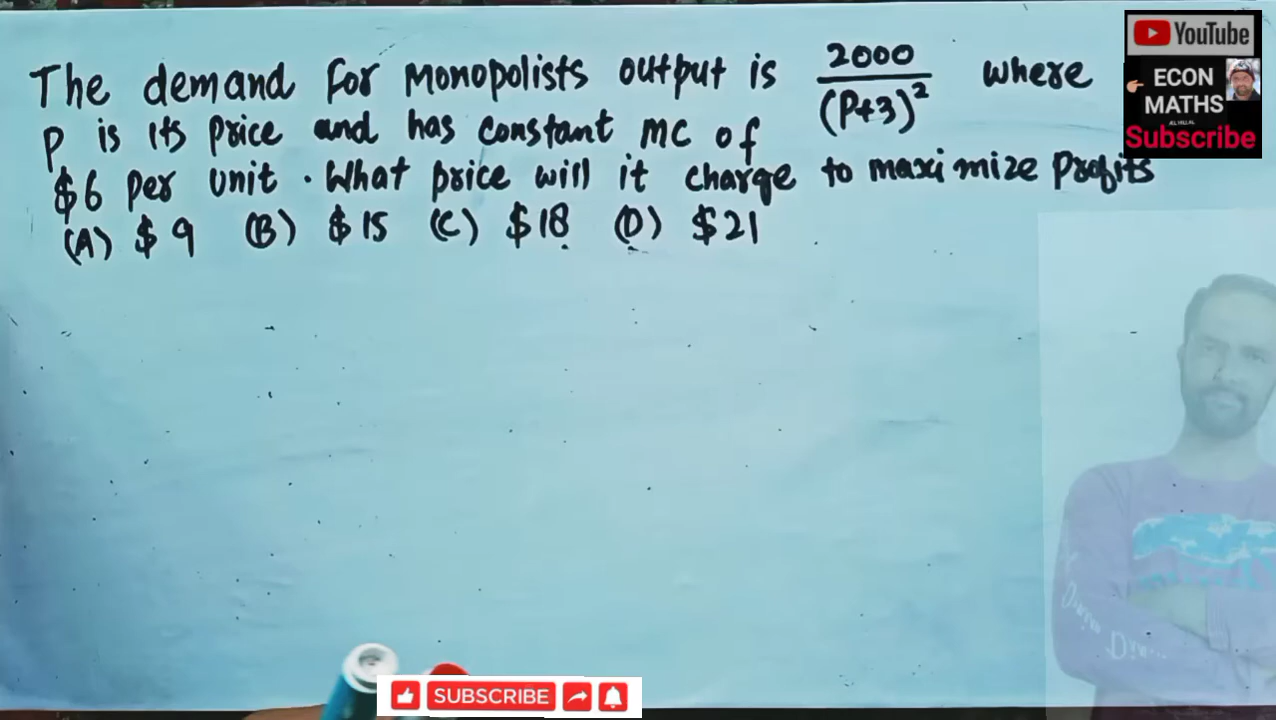 The demand for Monopolists output is 2000/(P+3)² where
P is its Price and has constant MC of
$6 Per unit. What price will it charge to maximize Profits
(A) $9 (B) $15 (C) $18 (D) $21
YouTube
ECON
MATHS
Subscribe
SUBSCRIBE